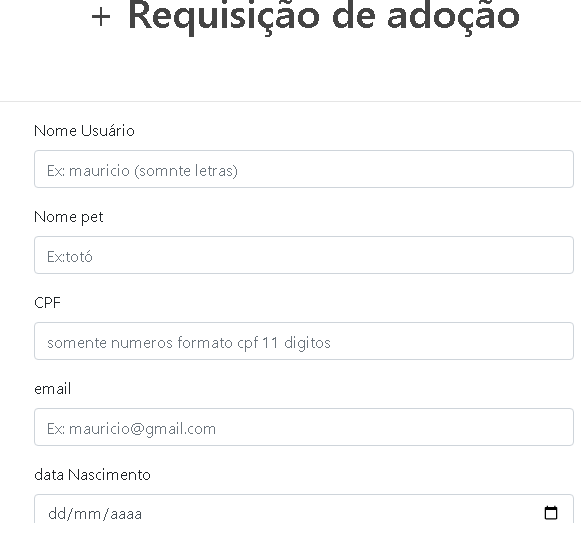 + Requisição de adoção
Nome Usuário
Ex: mauricio (somnte letras)
Nome pet
Ex:totó
CPF
somente numeros formato cpf 11 digitos
email
Ex: mauricio@gmail.com
data Nascimento
dd/mm/aaaa